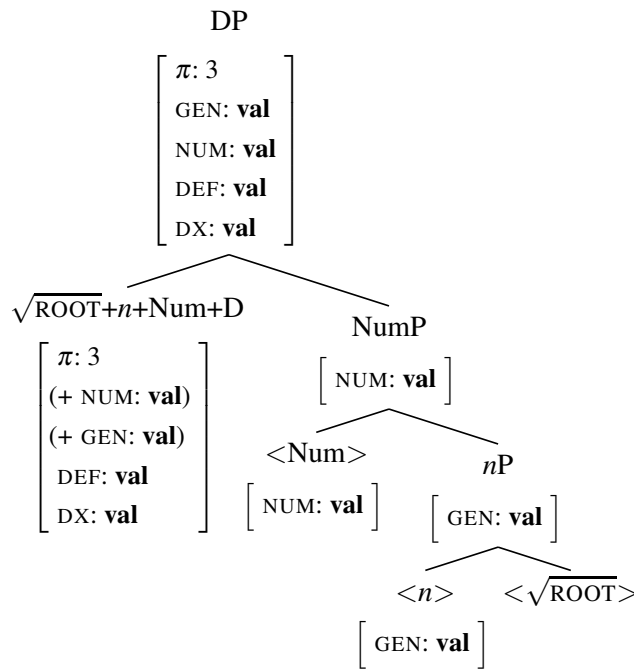 DP
π: 3
GEN: val
NUM: val
DEF: val
DX: val
√ROOT+n+Num+D
NumP
π: 3
(+ NUM: val)
(+ GEN: val)
DEF: val
DX: val
[ NUM: val ]
<Num>
nP
[ NUM: val ]
[ GEN: val ]
<n>
<√ROOT>
[ GEN: val ]